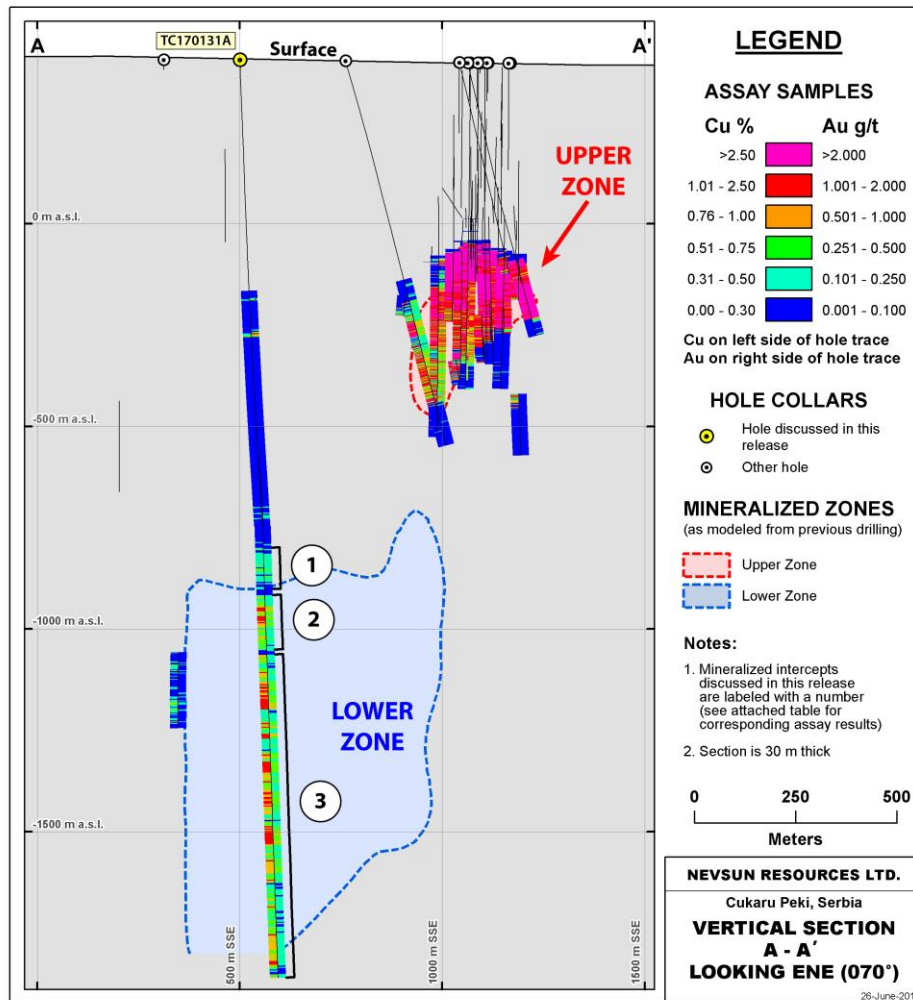 A
TC170131A
Surface
A'
UPPER
ZONE
0 m a.s.l.
-500 m a.s.l.
1
-1000 m a.s.l.
2
LOWER
ZONE
3
-1500 m a.s.l.
500 m SSE
1000 m SSE
LEGEND
ASSAY SAMPLES
Cu % Au g/t
>2.50 >2.000
1.01 - 2.50 1.001 - 2.000
0.76 - 1.00 0.501 - 1.000
0.51 - 0.75 0.251 - 0.500
0.31 - 0.50 0.101 - 0.250
0.00 - 0.30 0.001 - 0.100
Cu on left side of hole trace
Au on right side of hole trace
HOLE COLLARS
Hole discussed in this
release
Other hole
MINERALIZED ZONES
(as modeled from previous drilling)
Upper Zone
Lower Zone
Notes:
1. Mineralized intercepts
discussed in this release
are labeled with a number
(see attached table for
corresponding assay results)
2. Section is 30 m thick
0 250 500
Meters
NEVSUN RESOURCES LTD.
Cukaru Peki, Serbia
VERTICAL SECTION
A - A′
LOOKING ENE (070°)
26-June-201